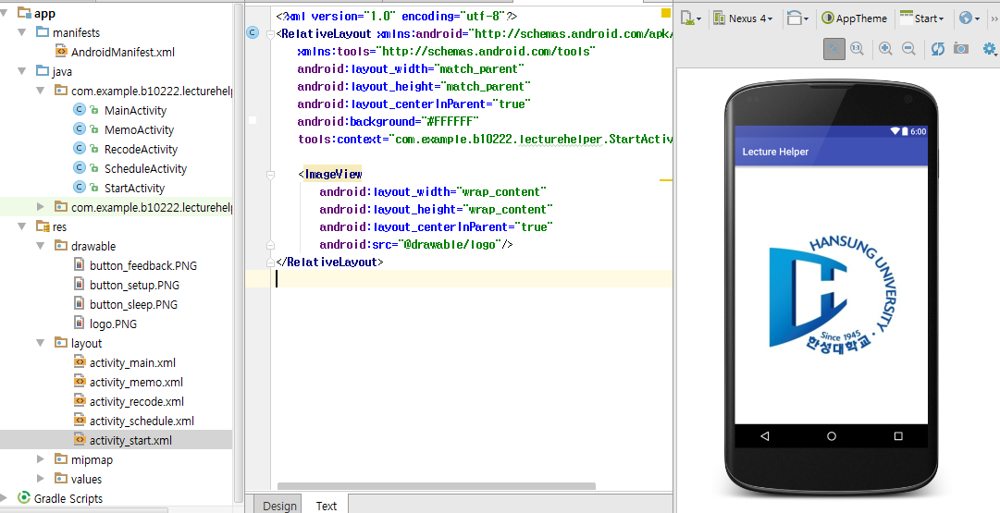 app
manifests
AndroidManifest.xml
java
com.example.b10222.lecturehel
MainActivity
MemoActivity
RecodeActivity
ScheduleActivity
StartActivity
com.example.b10222.lecturehel
res
drawable
button_feedback.PNG
button_setup.PNG
button_sleep.PNG
logo.PNG
layout
activity_main.xml
activity_memo.xml
activity_recode.xml
activity_schedule.xml
activity_start.xml
mipmap
values
Gradle Scripts
<?xml version="1.0" encoding="utf-8"?>
<RelativeLayout xmlns:android="http://schemas.android.com/apk/
xmlns:tools="http://schemas.android.com/tools"
android:layout_width="match_parent"
android:layout_height="match_parent"
android:layout_centerInParent="true"
android:background="#FFFFFF"
tools:context="com.example.b10222.lecturehelper.StartActiv
<ImageView
android:layout_width="wrap_content"
android:layout_height="wrap_content"
android:layout_centerInParent="true"
android:src="@drawable/logo"/>
</RelativeLayout>
Design Text
Nexus 4 AppTheme Start
1:1
6:00
Lecture Helper
HANSUNG UNIVERSITY
Since 1945
한성대학교